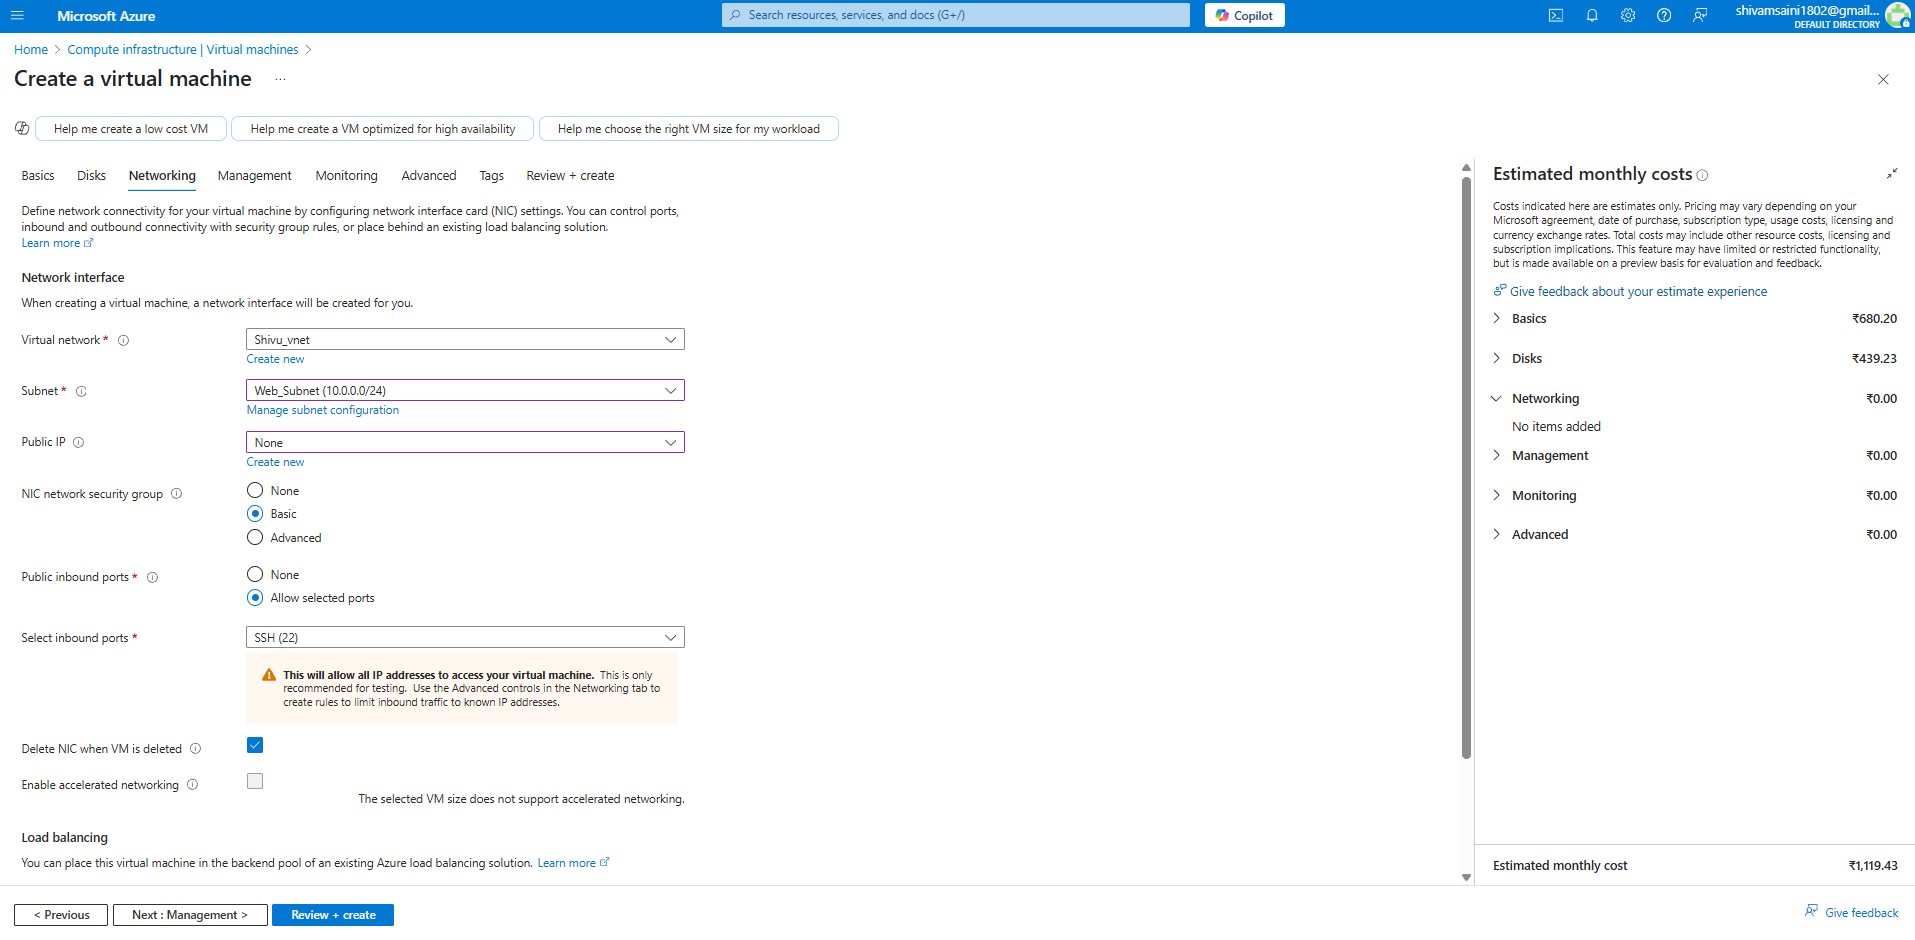 Microsoft Azure
Search resources, services, and docs (G+/)
Copilot
shivamsaini1802@gmail....
DEFAULT DIRECTORY
Home > Compute infrastructure | Virtual machines >
Create a virtual machine ...
Help me create a low cost VM
Help me create a VM optimized for high availability
Help me choose the right VM size for my workload
Basics Disks Networking Management Monitoring Advanced Tags Review + create
Define network connectivity for your virtual machine by configuring network interface card (NIC) settings. You can control ports,
inbound and outbound connectivity with security group rules, or place behind an existing load balancing solution.
Learn more
Network interface
When creating a virtual machine, a network interface will be created for you.
Virtual network *
Shivu_vnet
Create new
Subnet *
Web_Subnet (10.0.0.0/24)
Manage subnet configuration
Public IP
None
Create new
NIC network security group
None
Basic
Advanced
Public inbound ports *
None
Allow selected ports
Select inbound ports *
SSH (22)
This will allow all IP addresses to access your virtual machine. This is only
recommended for testing. Use the Advanced controls in the Networking tab to
create rules to limit inbound traffic to known IP addresses.
Delete NIC when VM is deleted
Enable accelerated networking
The selected VM size does not support accelerated networking.
Load balancing
You can place this virtual machine in the backend pool of an existing Azure load balancing solution. Learn more
< Previous
Next : Management >
Review + create
Estimated monthly costs
Costs indicated here are estimates only. Pricing may vary depending on your
Microsoft agreement, date of purchase, subscription type, usage costs, licensing and
currency exchange rates. Total costs may include other resource costs, licensing and
subscription implications. This feature may have limited or restricted functionality,
but is made available on a preview basis for evaluation and feedback.
Give feedback about your estimate experience
Basics ₹680.20
Disks ₹439.23
Networking ₹0.00
No items added
Management ₹0.00
Monitoring ₹0.00
Advanced ₹0.00
Estimated monthly cost ₹1,119.43
Give feedback